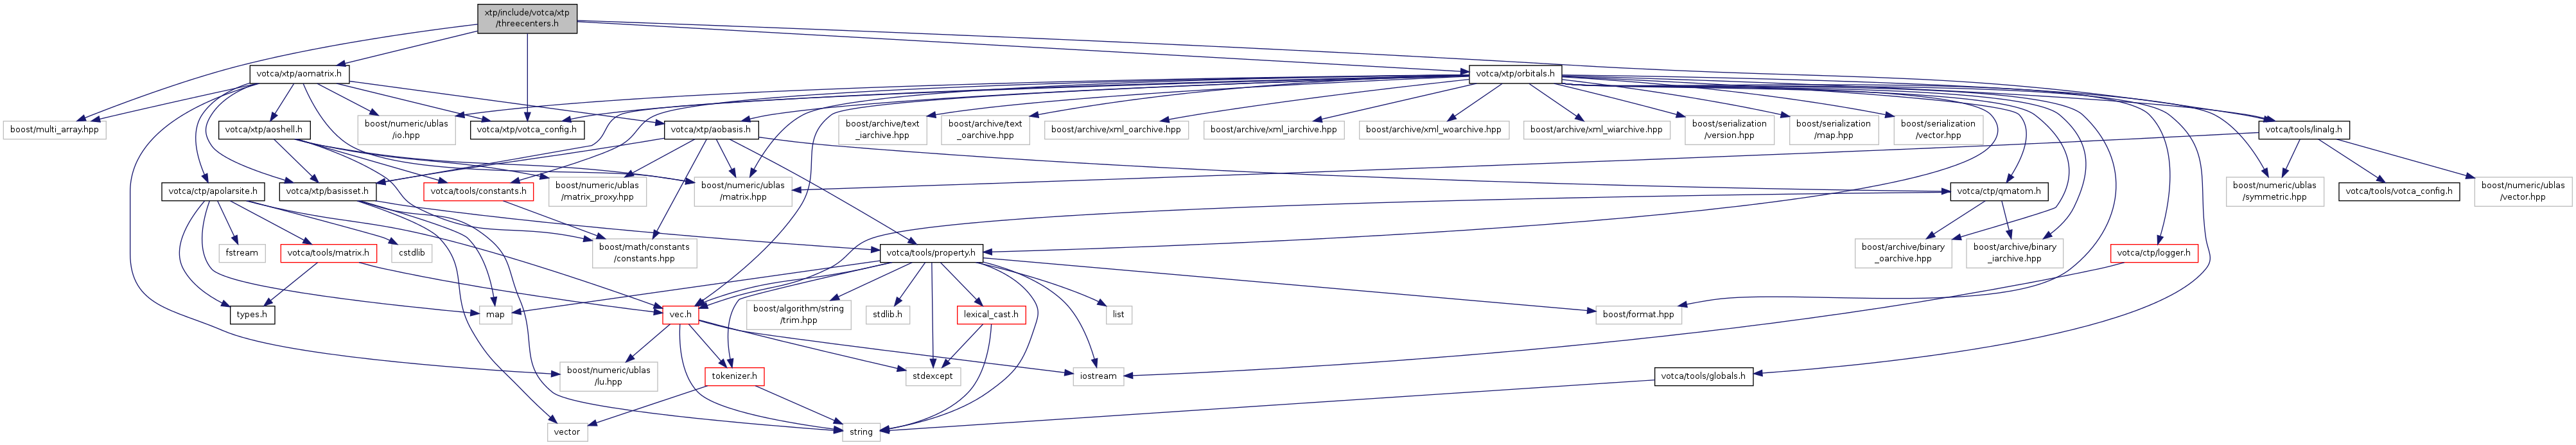 xtp/include/votca/xtp
/threecenters.h
votca/xtp/aomatrix.h
votca/xtp/orbitals.h
boost/multi_array.hpp
votca/xtp/aoshell.h
boost/numeric/ublas
/io.hpp
votca/xtp/votca_config.h
votca/xtp/aobasis.h
boost/archive/text
_iarchive.hpp
boost/archive/text
_oarchive.hpp
boost/archive/xml_oarchive.hpp
boost/archive/xml_iarchive.hpp
boost/archive/xml_woarchive.hpp
boost/archive/xml_wiarchive.hpp
boost/serialization
/version.hpp
boost/serialization
/map.hpp
boost/serialization
/vector.hpp
votca/tools/linalg.h
votca/ctp/apolarsite.h
votca/xtp/basisset.h
votca/tools/constants.h
boost/numeric/ublas
/matrix_proxy.hpp
boost/numeric/ublas
/matrix.hpp
votca/ctp/qmatom.h
boost/numeric/ublas
/symmetric.hpp
votca/tools/votca_config.h
boost/numeric/ublas
/vector.hpp
fstream
votca/tools/matrix.h
cstdlib
boost/math/constants
/constants.hpp
votca/tools/property.h
boost/archive/binary
_oarchive.hpp
boost/archive/binary
_iarchive.hpp
votca/ctp/logger.h
types.h
map
vec.h
boost/algorithm/string
/trim.hpp
stdlib.h
lexical_cast.h
list
boost/format.hpp
boost/numeric/ublas
/lu.hpp
tokenizer.h
stdexcept
iostream
votca/tools/globals.h
vector
string